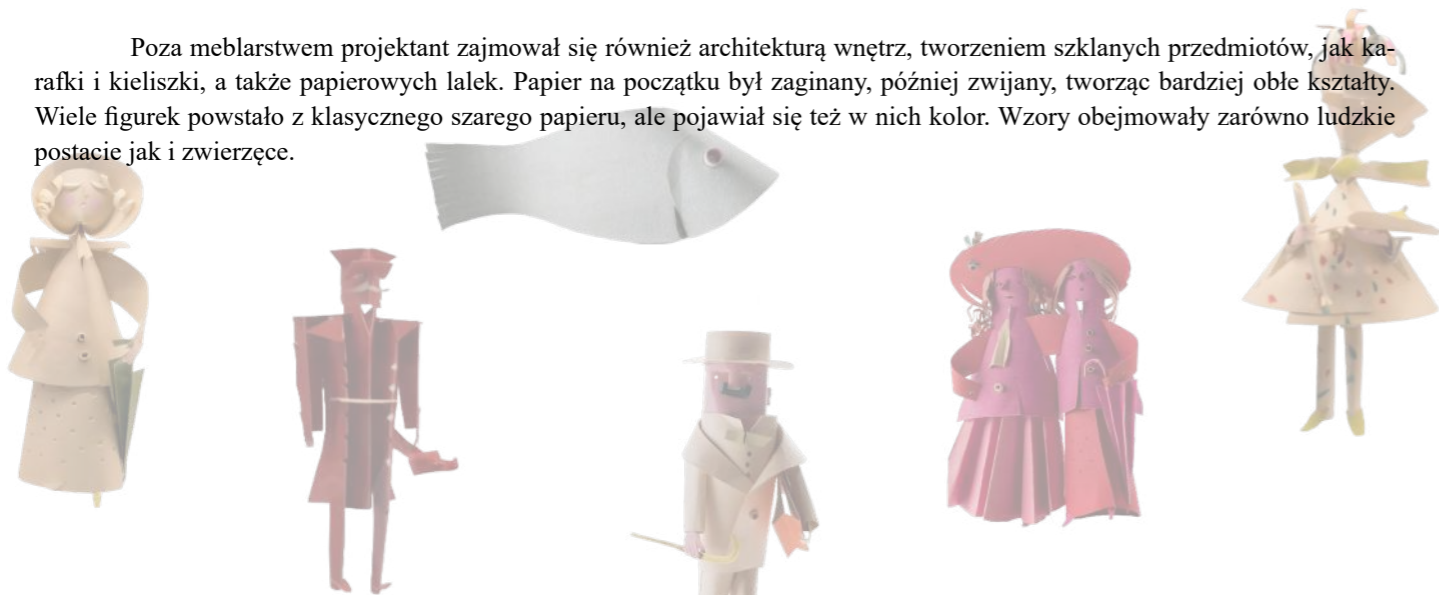 Poza meblarstwem projektant zajmował się również architekturą wnętrz, tworzeniem szklanych przedmiotów, jak ka-
rafki i kieliszki, a także papierowych lalek. Papier na początku był zaginany, później zwijany, tworząc bardziej obłe kształty.
Wiele figurek powstało z klasycznego szarego papieru, ale pojawiał się też w nich kolor. Wzory obejmowały zarówno ludzkie
postacie jak i zwierzęce.